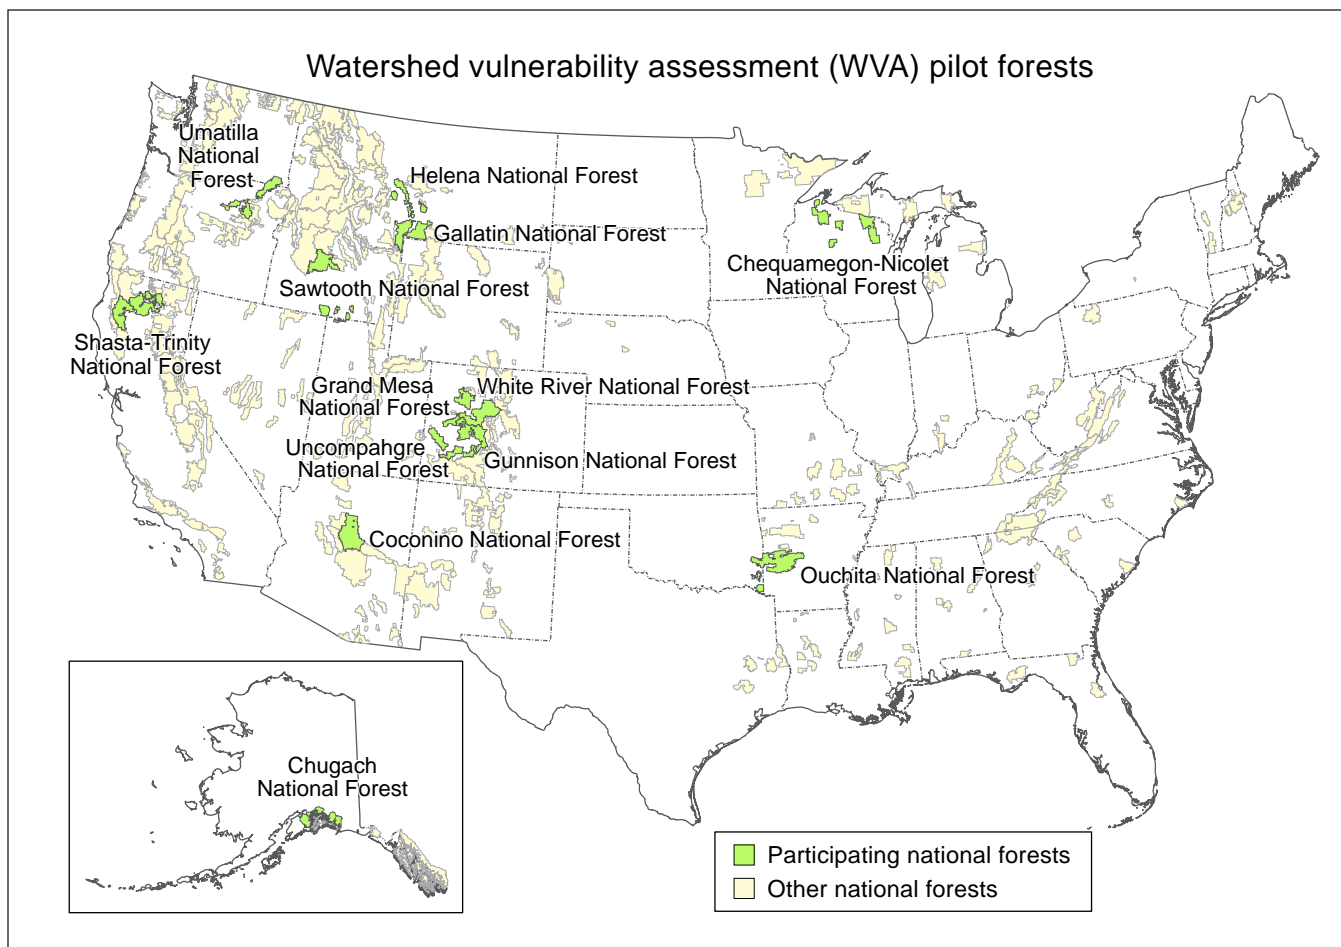 Watershed vulnerability assessment (WVA) pilot forests
Umatilla
National
Forest
Helena National Forest
Gallatin National Forest
Sawtooth National Forest
Chequamegon-Nicolet
National Forest
Shasta-Trinity
National Forest
Grand Mesa
National Forest
White River National Forest
Uncompahgre
National Forest
Gunnison National Forest
Coconino National Forest
Ouchita National Forest
Chugach
National Forest
Participating national forests
Other national forests